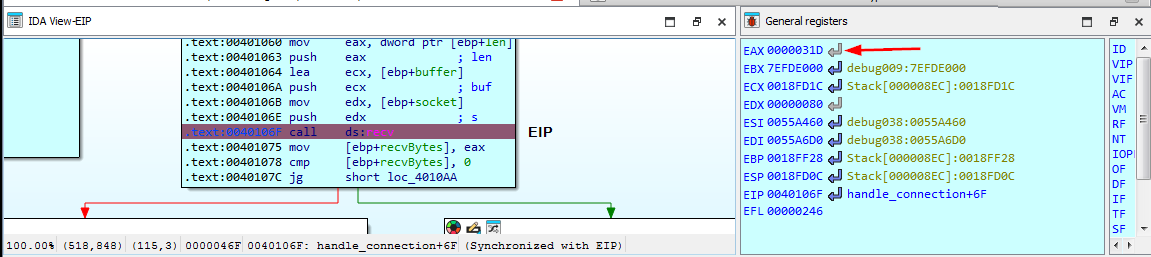 IDA View-EIP
.text:00401060 mov eax, dword ptr [ebp+len]
.text:00401063 push eax ; len
.text:00401064 lea ecx, [ebp+buffer]
.text:0040106A push ecx ; buf
.text:0040106B mov edx, [ebp+socket]
.text:0040106E push edx ; s
.text:0040106F call ds:recv
.text:00401075 mov [ebp+recvBytes], eax
.text:00401078 cmp [ebp+recvBytes], 0
.text:0040107C jg short loc_4010AA
EIP
100.00% (518,848) (115,3) 0000046F 0040106F: handle_connection+6F (Synchronized with EIP)
General registers
EAX 0000031D
EBX 7EFDE000 debug009:7EFDE000
ECX 0018FD1C Stack[000008EC]:0018FD1C
EDX 00000080
ESI 0055A460 debug038:0055A460
EDI 0055A6D0 debug038:0055A6D0
EBP 0018FF28 Stack[000008EC]:0018FF28
ESP 0018FD0C Stack[000008EC]:0018FD0C
EIP 0040106F handle_connection+6F
EFL 00000246
ID
VIP
VIF
AC
VM
RF
NT
IOPL
OF
DF
IF
TF
SF